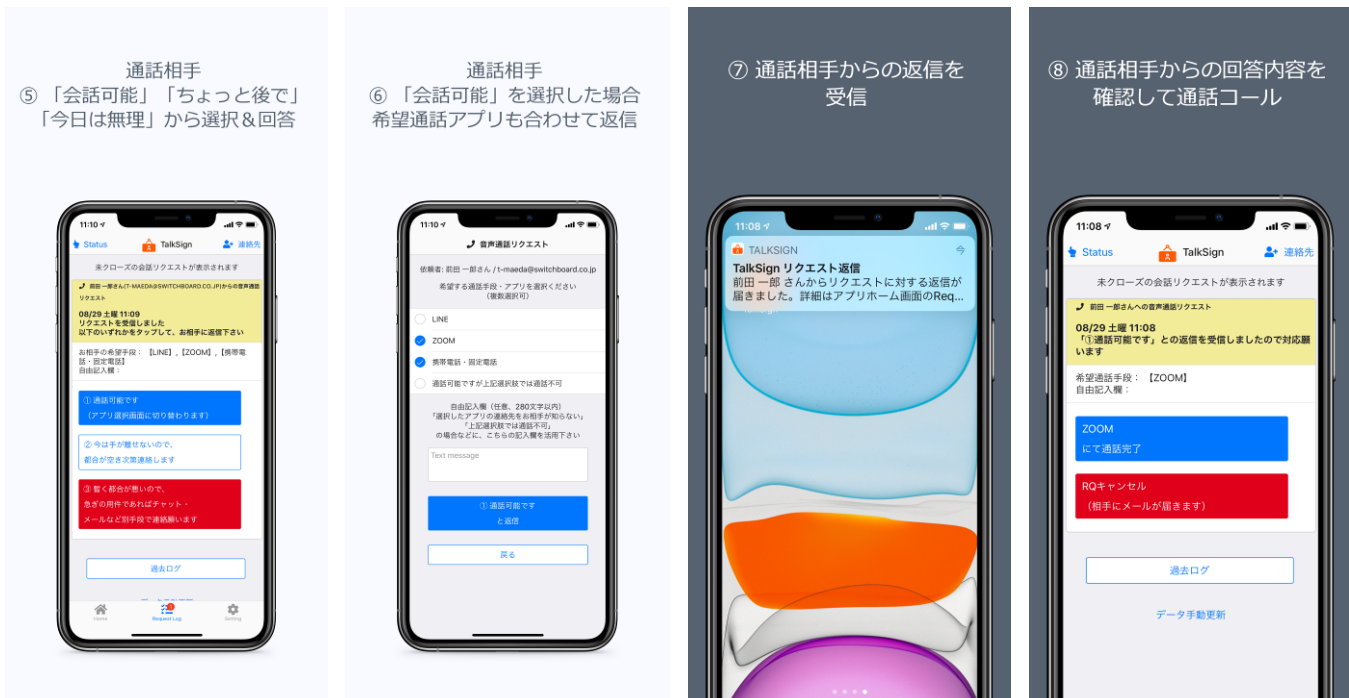 通話相手
⑤ 「会話可能」「ちょっと後で」
「今日は無理」から選択＆回答
11:10
Status
TalkSign
連絡先
未クローズの会話リクエストが表示されます
前田 一郎さん(T-MAEDA@SWITCHBOARD.CO.JP)からの音声通話
リクエスト
08/29 土曜 11:09
リクエストを受信しました
以下のいずれかをタップして、お相手に返信下さい
お相手の希望手段： 【LINE】,【ZOOM】,【携帯電
話・固定電話】
自由記入欄：
① 通話可能です
（アプリ選択画面に切り替わります）
② 今は手が離せないので、
都合が空き次第連絡します
③ 暫く都合が悪いので、
急ぎの用件であればチャット・
メールなど別手段で連絡願います
過去ログ
Home
1
Request Log
Setting
通話相手
⑥ 「会話可能」を選択した場合
希望通話アプリも合わせて返信
11:10
音声通話リクエスト
依頼者: 前田 一郎さん / t-maeda@switchboard.co.jp
希望する通話手段・アプリを選択ください
（複数選択可）
LINE
ZOOM
携帯電話・固定電話
通話可能ですが上記選択肢では通話不可
自由記入欄（任意、280文字以内）
「選択したアプリの連絡先をお相手が知らない」
「上記選択肢では通話不可」
の場合などに、こちらの記入欄を活用下さい
Text message
① 通話可能です
と返信
戻る
⑦ 通話相手からの返信を
受信
11:08
TALKSIGN
今
TalkSign リクエスト返信
前田 一郎 さんからリクエストに対する返信が
届きました。詳細はアプリホーム画面のReq...
⑧ 通話相手からの回答内容を
確認して通話コール
11:08
Status
TalkSign
連絡先
未クローズの会話リクエストが表示されます
前田 一郎さんへの音声通話リクエスト
08/29 土曜 11:08
「①通話可能です」との返信を受信しましたので対応願
います
希望通話手段： 【ZOOM】
自由記入欄：
ZOOM
にて通話完了
RQキャンセル
（相手にメールが届きます）
過去ログ
データ手動更新